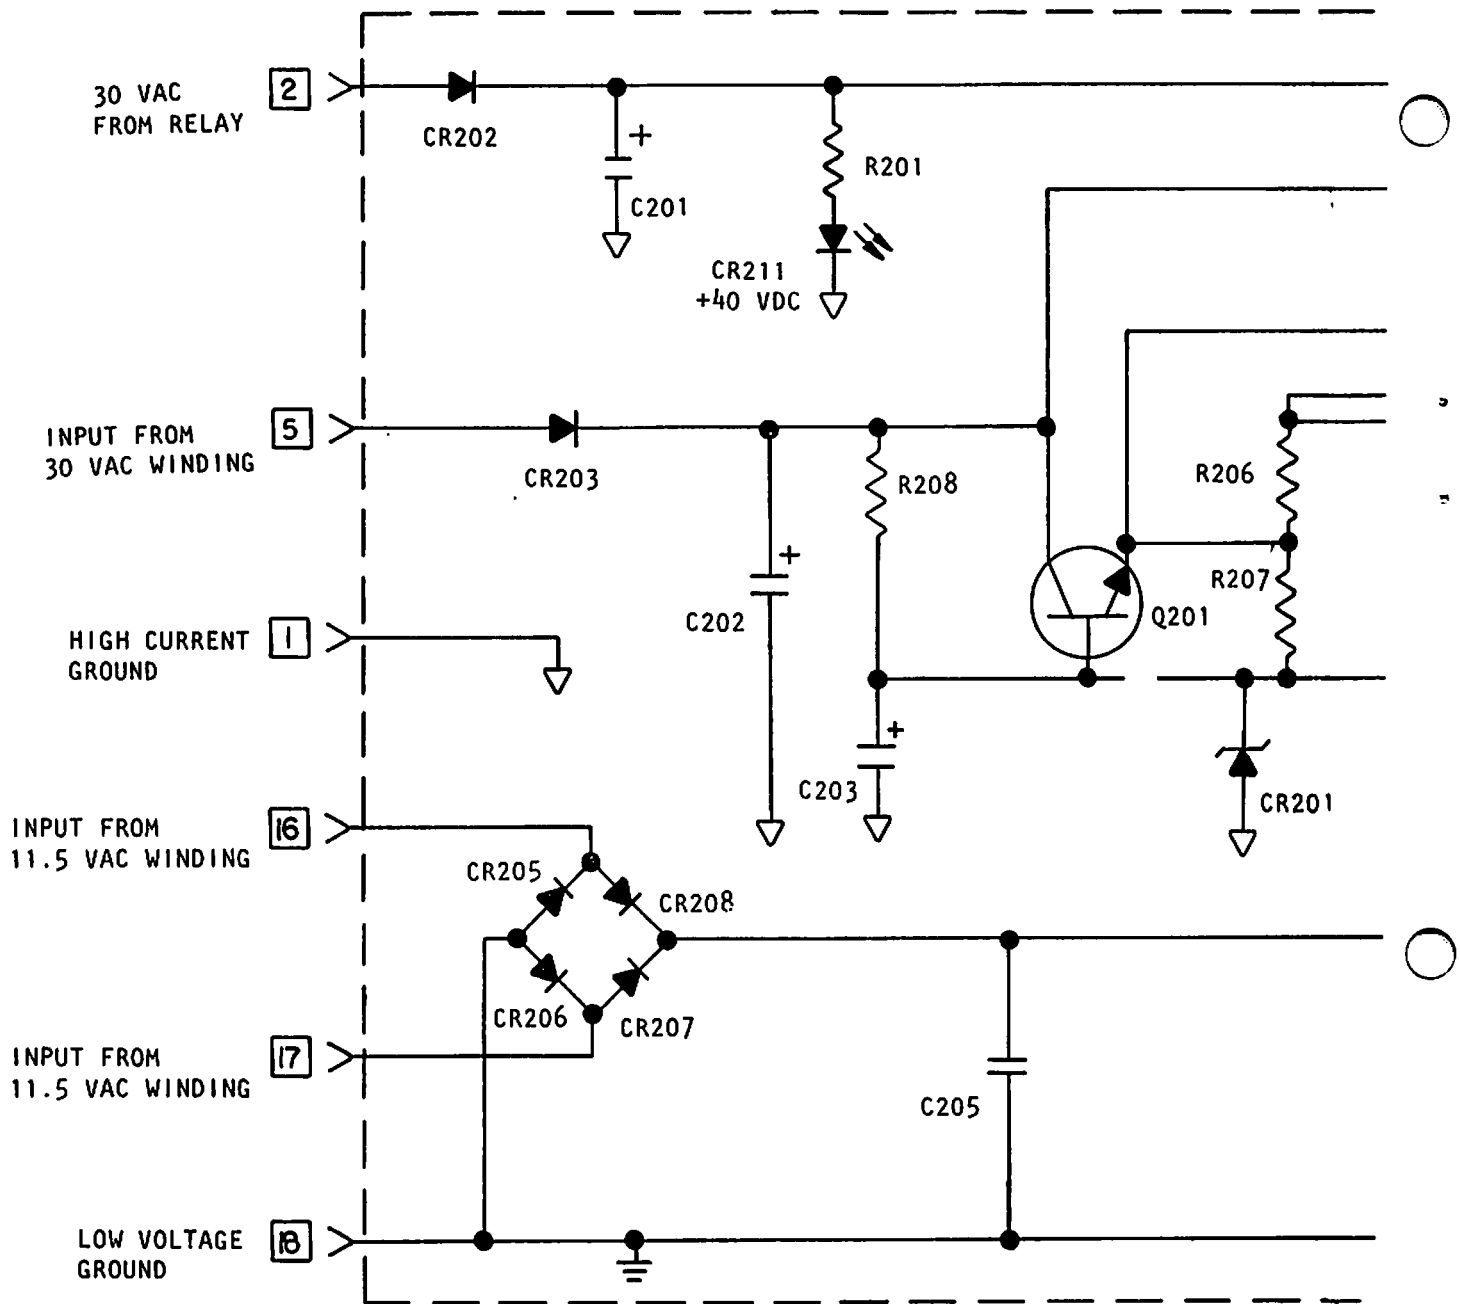 30 VAC
FROM RELAY
2
CR202
+
C201
R201
CR211
+40 VDC
INPUT FROM
30 VAC WINDING
5
CR203
R208
R206
+
C202
R207
Q201
HIGH CURRENT
GROUND
1
+
C203
CR201
INPUT FROM
11.5 VAC WINDING
16
CR205
CR208
CR206
CR207
INPUT FROM
11.5 VAC WINDING
17
C205
LOW VOLTAGE
GROUND
18